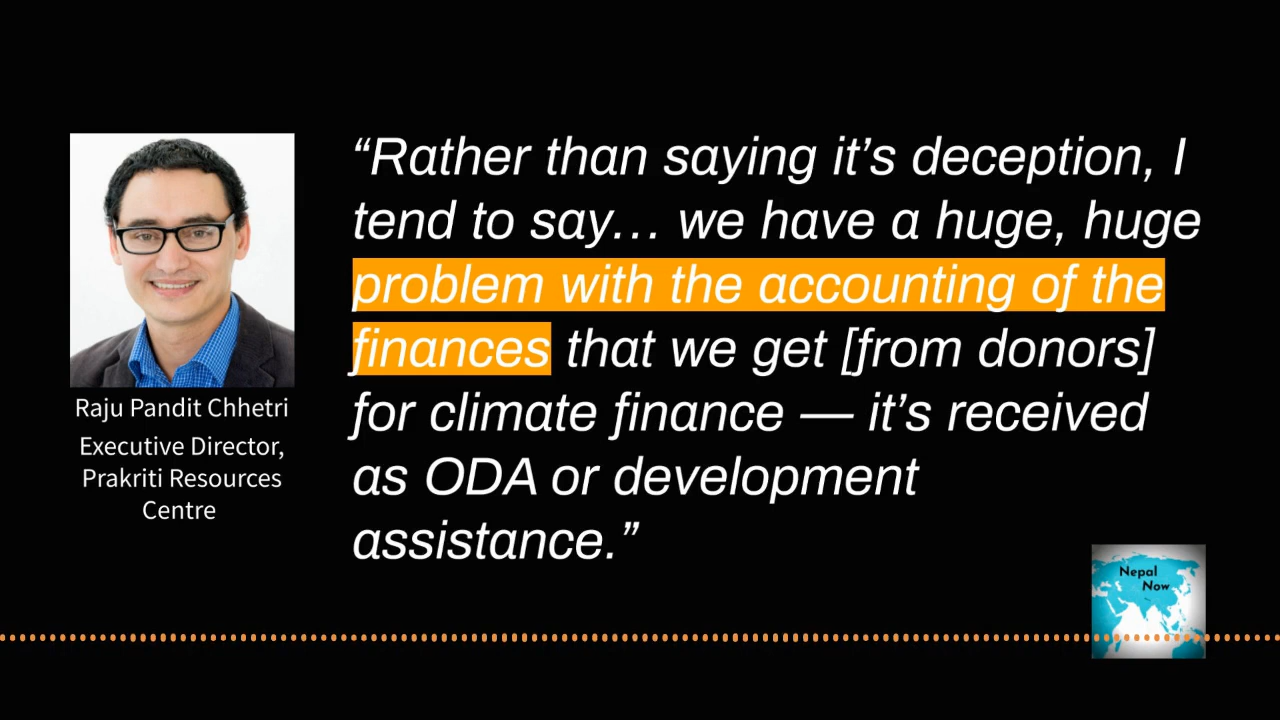 “Rather than saying it’s deception, I
tend to say… we have a huge, huge
problem with the accounting of the
finances that we get [from donors]
for climate finance — it’s received
as ODA or development
assistance.”
Raju Pandit Chhetri
Executive Director,
Prakriti Resources
Centre
Nepal
Now